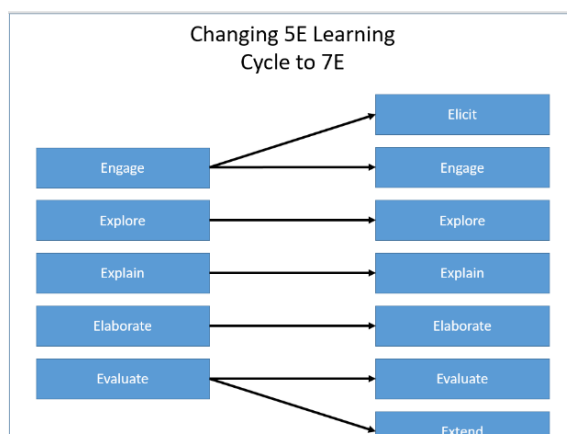 Changing 5E Learning
Cycle to 7E
Elicit
Engage
Engage
Explore
Explore
Explain
Explain
Elaborate
Elaborate
Evaluate
Evaluate
Extend